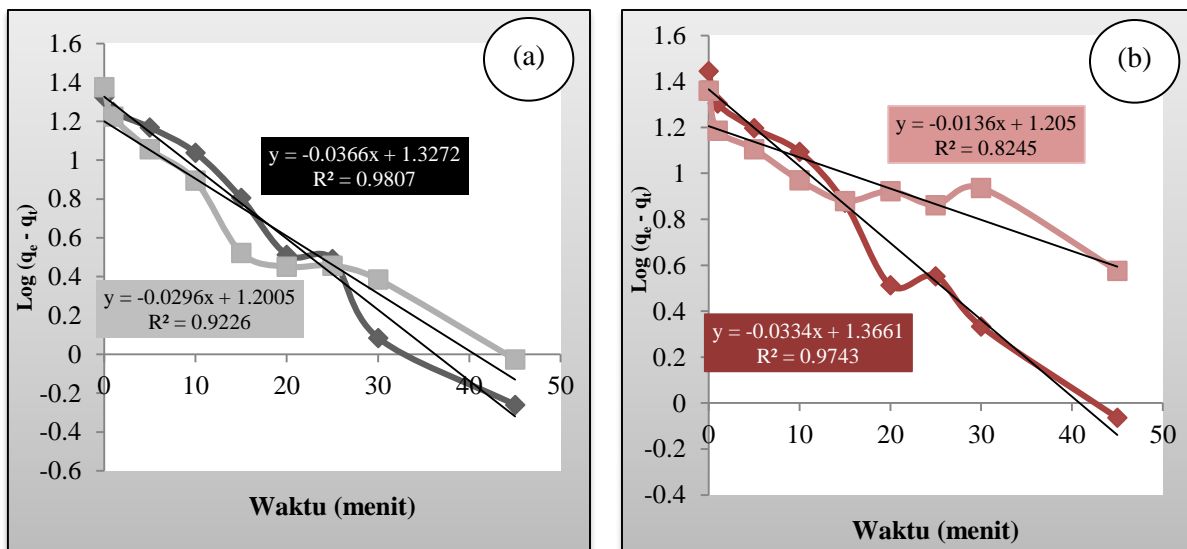 (a)
1.6
1.4
1.2
1
0.8
0.6
0.4
0.2
0
-0.2
-0.4
-0.6
0 10 20 30 40 50
Log (qₑ - qₜ)
y = -0.0366x + 1.3272
R² = 0.9807
y = -0.0296x + 1.2005
R² = 0.9226
Waktu (menit)
(b)
1.6
1.4
1.2
1
0.8
0.6
0.4
0.2
0
-0.2
-0.4
0 10 20 30 40 50
Log (qₑ - qₜ)
y = -0.0136x + 1.205
R² = 0.8245
y = -0.0334x + 1.3661
R² = 0.9743
Waktu (menit)